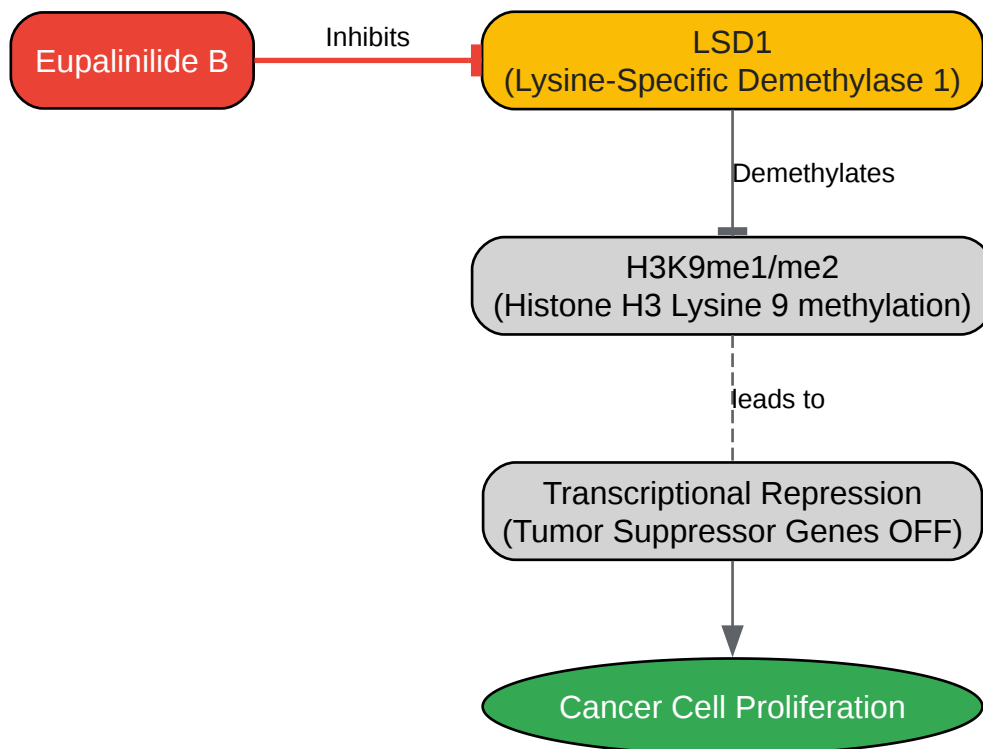 Eupalinilide B
Inhibits
LSD1
(Lysine-Specific Demethylase 1)
Demethylates
H3K9me1/me2
(Histone H3 Lysine 9 methylation)
leads to
Transcriptional Repression
(Tumor Suppressor Genes OFF)
Cancer Cell Proliferation